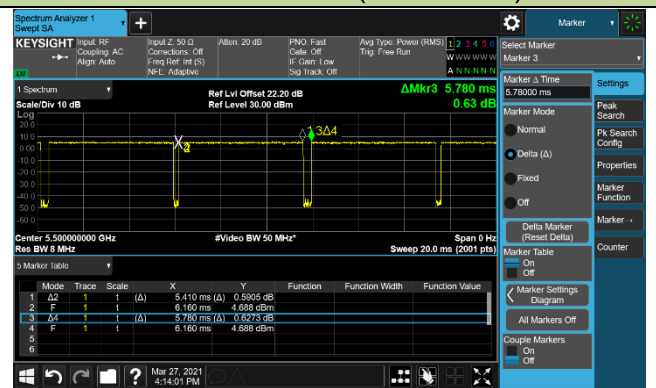 Spectrum Analyzer 1
Swept SA
+
Marker
KEYSIGHT
Input: RF
Coupling: AC
Align: Auto
Input Z: 50 Ω
Corrections: Off
Freq Ref: Int (S)
NFE: Adaptive
Atten: 20 dB
PNO: Fast
Gate: Off
IF Gain: Low
Sig Track: Off
Avg Type: Power (RMS)
Trig: Free Run
1 2 3 4 5 6
W W W W W W
A N N N N N
LXI
Select Marker
Marker 3
1 Spectrum
Scale/Div 10 dB
Ref Lvl Offset 22.20 dB
Ref Level 30.00 dBm
ΔMkr3 5.780 ms
0.63 dB
Log
20.0
10.0
0.00
-10.0
-20.0
-30.0
-40.0
-50.0
-60.0
X
2
3Δ4
Center 5.500000000 GHz
Res BW 8 MHz
#Video BW 50 MHz*
Span 0 Hz
Sweep 20.0 ms (2001 pts)
5 Marker Table
Mode Trace Scale X Y Function Function Width Function Value
1 Δ2 1 t (Δ) 5.410 ms (Δ) 0.5905 dB
2 F 1 t 6.160 ms 4.688 dBm
3 Δ4 1 t (Δ) 5.780 ms (Δ) 0.6273 dB
4 F 1 t 6.160 ms 4.688 dBm
5
6
Marker Δ Time
5.78000 ms
Marker Mode
Normal
Delta (Δ)
Fixed
Off
Delta Marker
(Reset Delta)
Marker Table
On
Off
Marker Settings
Diagram
All Markers Off
Couple Markers
On
Off
Settings
Peak
Search
Pk Search
Config
Properties
Marker
Function
Marker→
Counter
?
Mar 27, 2021
4:14:01 PM